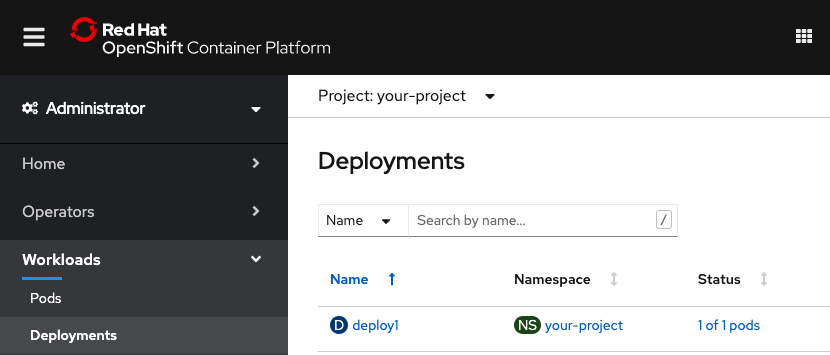 Red Hat
OpenShift Container Platform
Administrator
Home
Operators
Workloads
Pods
Deployments
Project: your-project
Deployments
Name Search by name... /
Name Namespace Status
D deploy1 NS your-project 1 of 1 pods